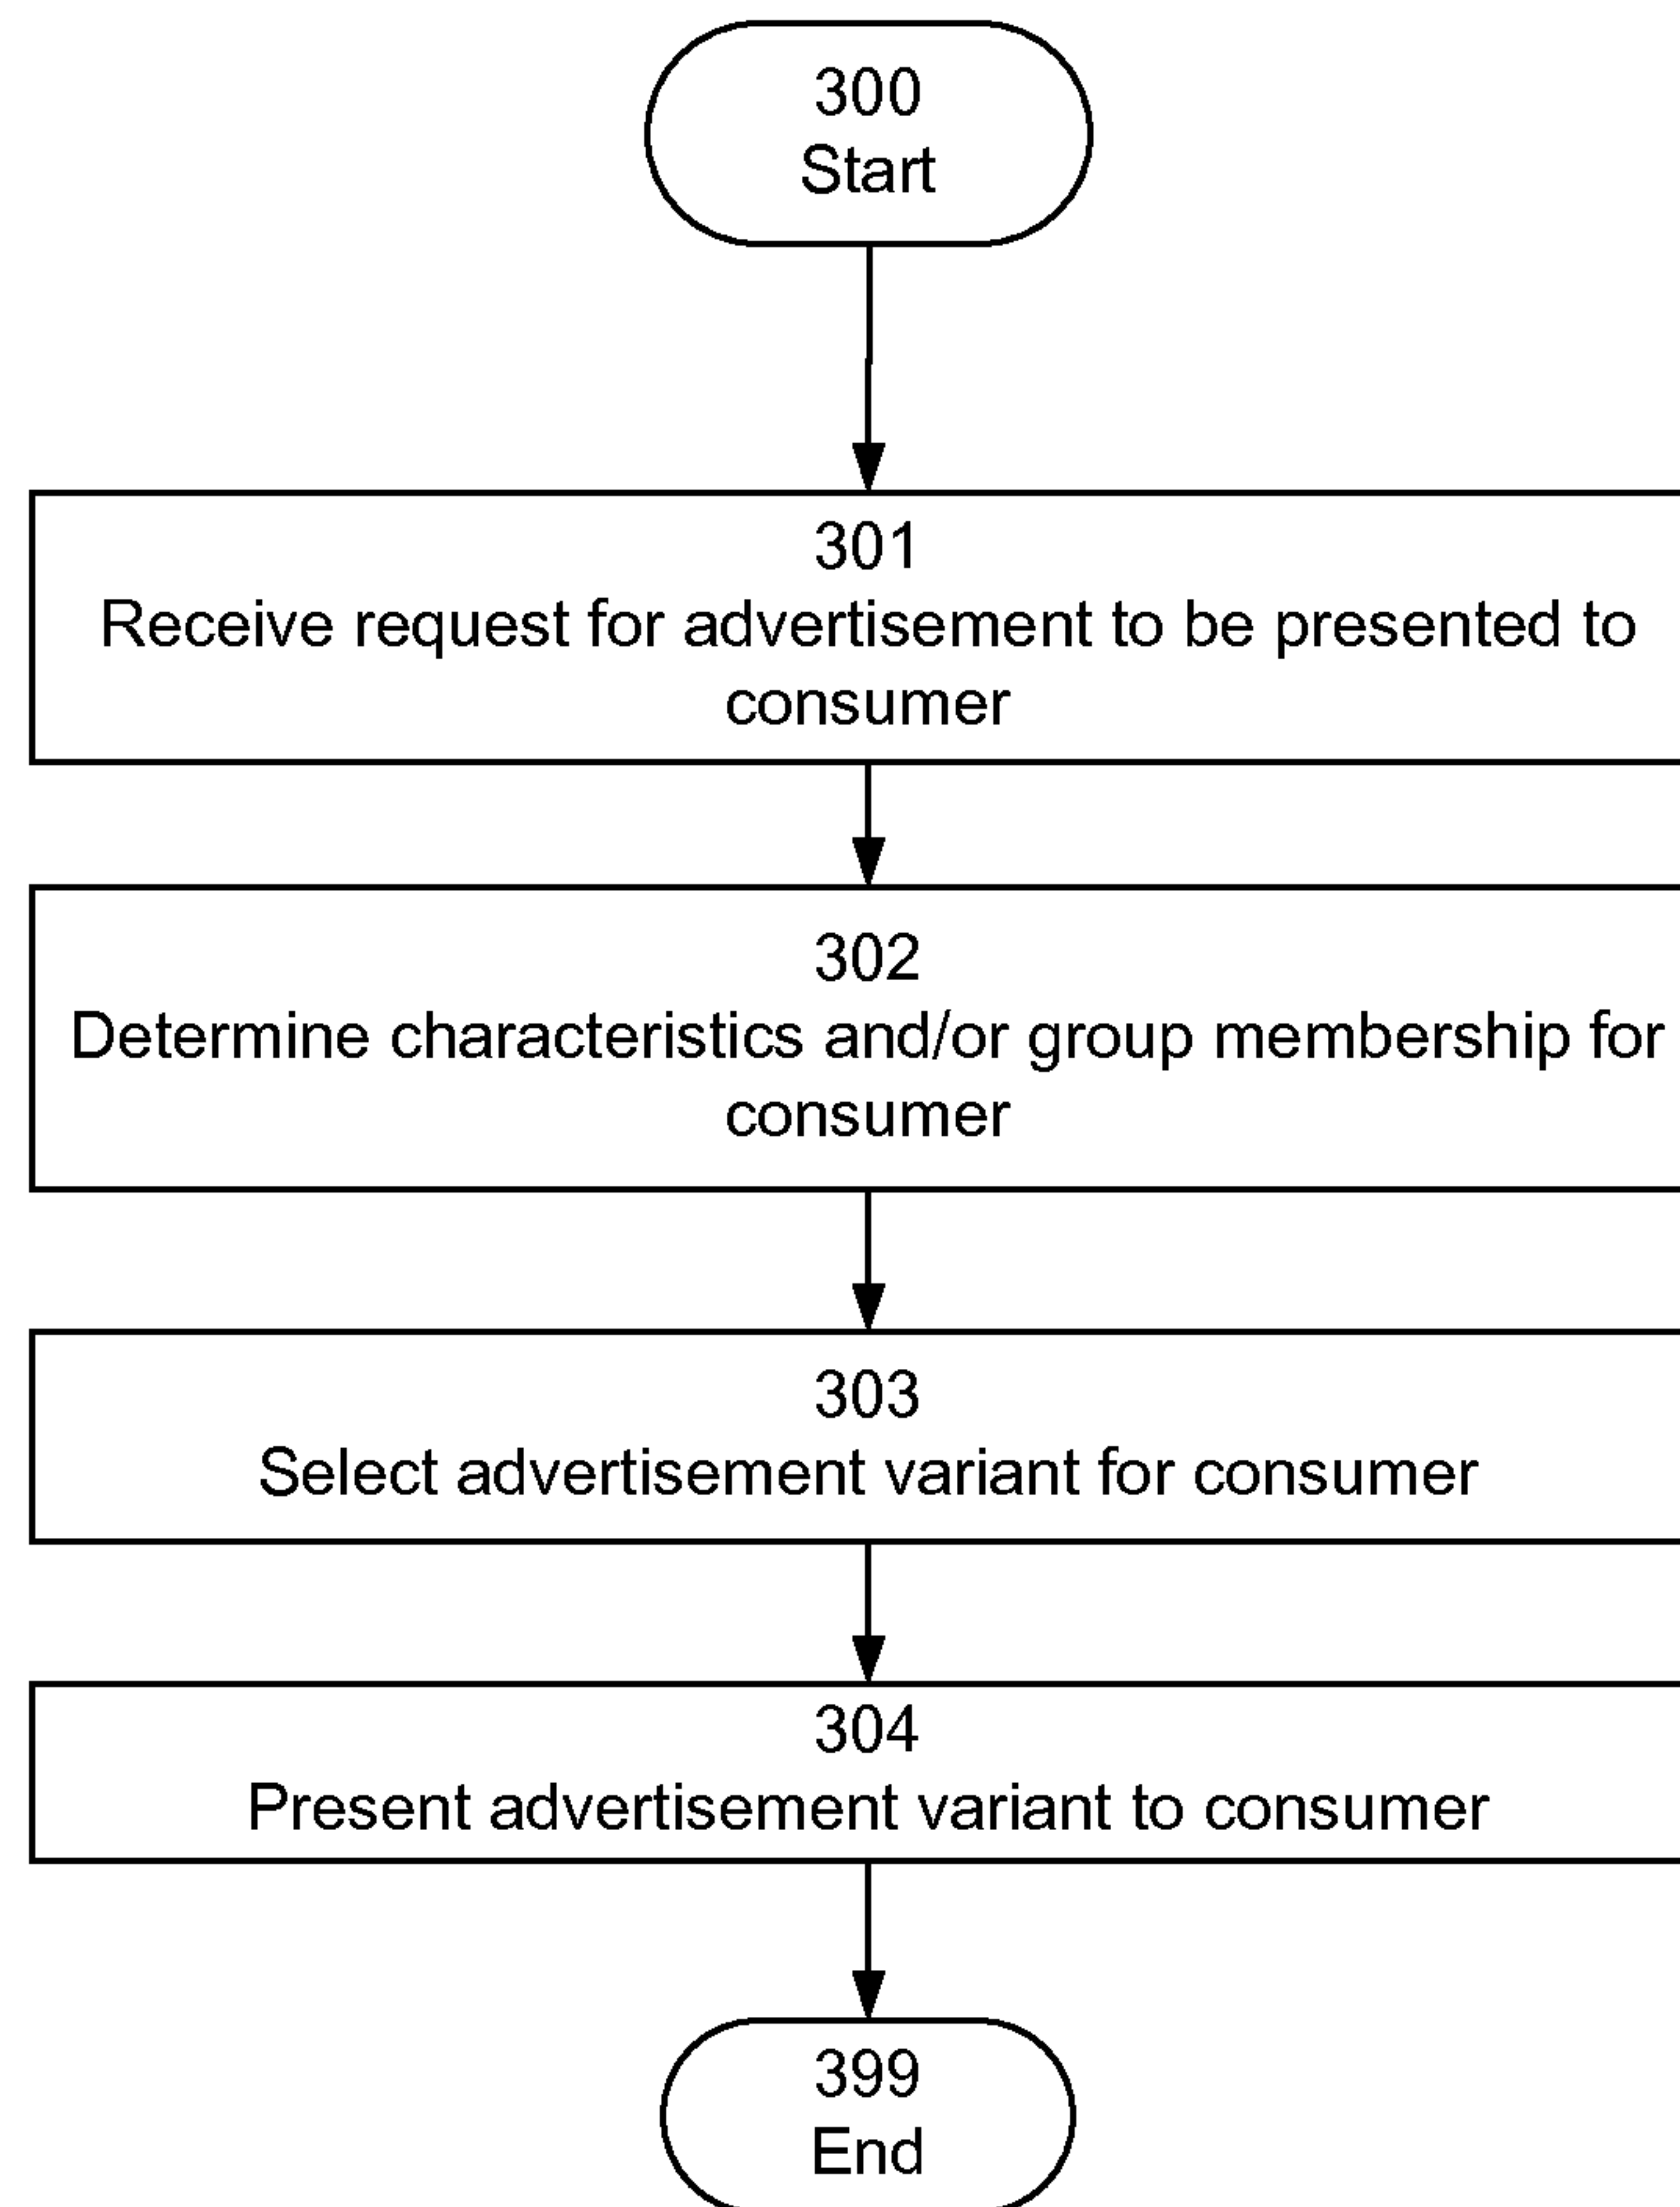 300
Start
301
Receive request for advertisement to be presented to
consumer
302
Determine characteristics and/or group membership for
consumer
303
Select advertisement variant for consumer
304
Present advertisement variant to consumer
399
End